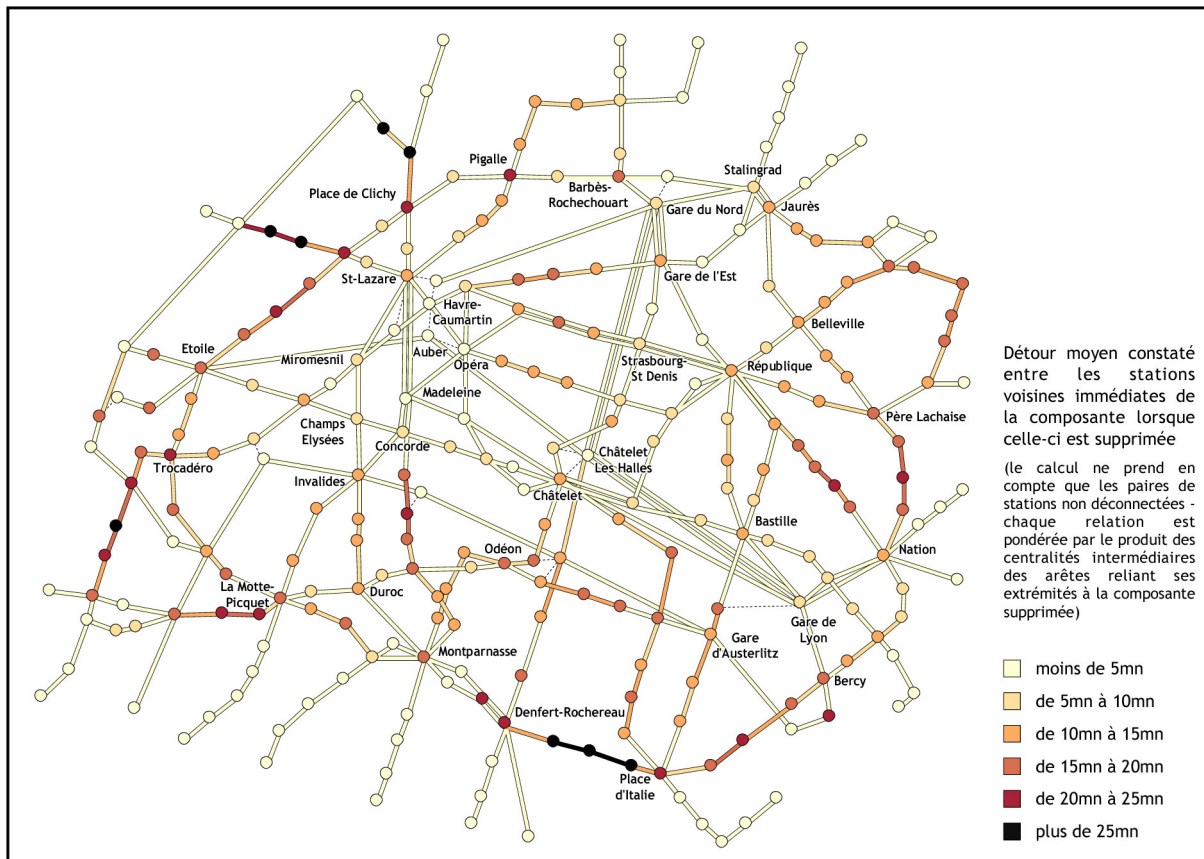 Pigalle
Place de Clichy
Barbès-
Rochechouart
Stalingrad
Gare du Nord
Jaurès
St-Lazare
Gare de l'Est
Havre-
Caumartin
Etoile
Miromesnil
Auber
Opéra
Strasbourg-
St Denis
Belleville
République
Madeleine
Champs
Elysées
Concorde
Père Lachaise
Trocadéro
Invalides
Châtelet
Les Halles
Châtelet
Bastille
Nation
Odéon
La Motte-
Picquet
Duroc
Gare de
Lyon
Gare
d'Austerlitz
Montparnasse
Bercy
Denfert-Rochereau
Place
d'Italie
Détour moyen constaté
entre les stations
voisines immédiates de
la composante lorsque
celle-ci est supprimée
(le calcul ne prend en
compte que les paires de
stations non déconnectées -
chaque relation est
pondérée par le produit des
centralités intermédiaires
des arêtes reliant ses
extrémités à la composante
supprimée)
moins de 5mn
de 5mn à 10mn
de 10mn à 15mn
de 15mn à 20mn
de 20mn à 25mn
plus de 25mn